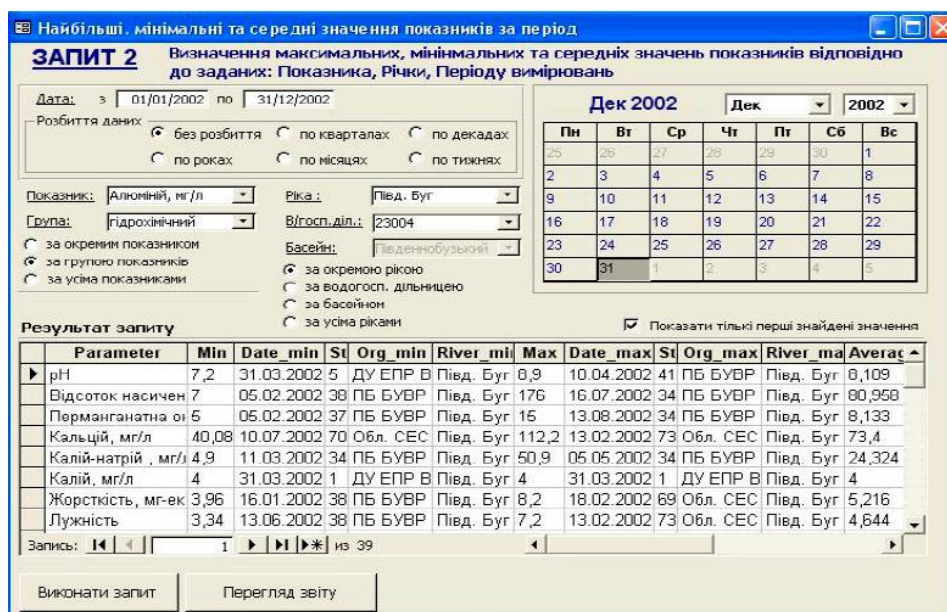 Найбільші, мінімальні та середні значення показників за період
ЗАПИТ 2
Визначення максимальних, мінінмальних та середніх значень показників відповідно
до заданих: Показника, Річки, Періоду вимірювань
Дата: з 01/01/2002 по 31/12/2002
Розбиття даних
без розбиття по кварталах по декадах
по роках по місяцях по тижнях
Показник: Алюміній, мг/л
Група: гідрохімічний
за окремим показником
за групою показників
за усіма показниками
Ріка : Півд. Буг
В/госп.діл.: 23004
Басейн: Південнобузький
за окремою рікою
за водогосп. дільницею
за басейном
за усіма ріками
Дек 2002 Дек 2002
Пн Вт Ср Чт Пт Сб Вс
25 26 27 28 29 30 1
2 3 4 5 6 7 8
9 10 11 12 13 14 15
16 17 18 19 20 21 22
23 24 25 26 27 28 29
30 31 1 2 3 4 5
Результат запиту
Показати тільки перші знайдені значення
Parameter Min Date_min St Org_min River_mi Max Date_max St Org_max River_ma Averag
pH 7,2 31.03.2002 5 ДУ ЕПР В Півд. Буг 8,9 10.04.2002 41 ПБ БУВР Півд. Буг 8,109
Відсоток насичен 7 05.02.2002 38 ПБ БУВР Півд. Буг 176 16.07.2002 34 ПБ БУВР Півд. Буг 80,958
Перманганатна ок 5 05.02.2002 37 ПБ БУВР Півд. Буг 15 13.08.2002 34 ПБ БУВР Півд. Буг 8,133
Кальцій, мг/л 40,08 10.07.2002 70 Обл. СЕС Півд. Буг 112,2 13.02.2002 73 Обл. СЕС Півд. Буг 73,4
Калій-натрій , мг/л 4,9 11.03.2002 34 ПБ БУВР Півд. Буг 50,9 05.05.2002 34 ПБ БУВР Півд. Буг 24,324
Калій, мг/л 4 31.03.2002 1 ДУ ЕПР В Півд. Буг 4 31.03.2002 1 ДУ ЕПР В Півд. Буг 4
Жорсткість, мг-ек 3,96 16.01.2002 38 ПБ БУВР Півд. Буг 8,2 18.02.2002 69 Обл. СЕС Півд. Буг 5,216
Лужність 3,34 13.06.2002 38 ПБ БУВР Півд. Буг 7,2 13.02.2002 73 Обл. СЕС Півд. Буг 4,644
Запись: 1 из 39
Виконати запит Перегляд звіту